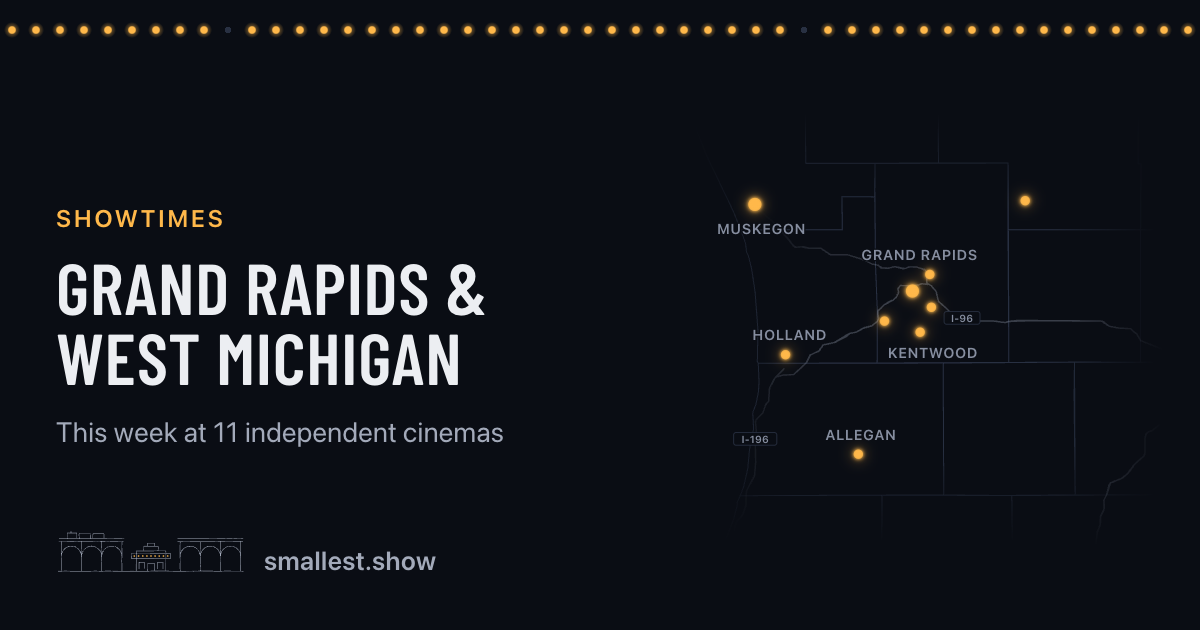 SHOWTIMES
GRAND RAPIDS &
WEST MICHIGAN
This week at 11 independent cinemas
smallest.show
MUSKEGON
GRAND RAPIDS
I-96
HOLLAND
KENTWOOD
ALLEGAN
I-196